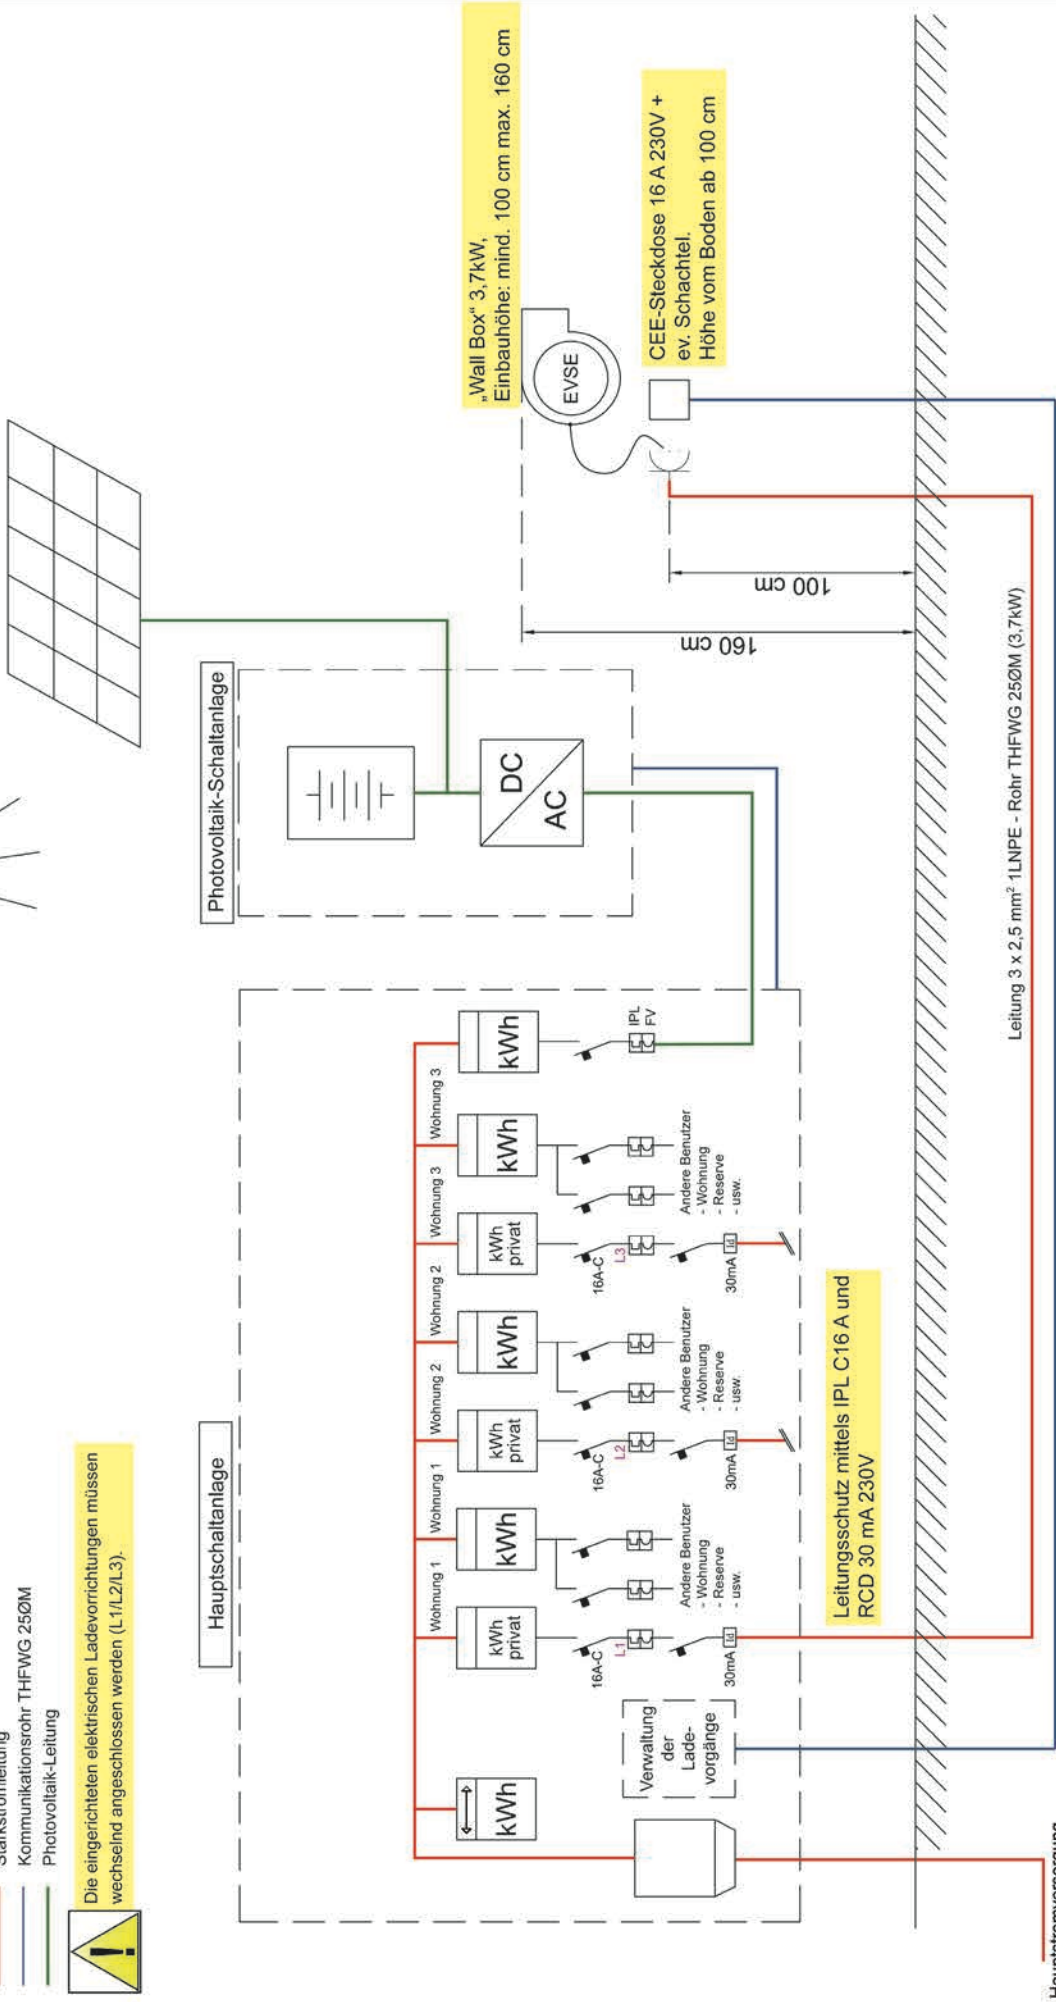 Starkstromleitung
Kommunikationsrohr THFWG 25ØM
Photovoltaik-Leitung
Die eingerichteten elektrischen Ladevorrichtungen müssen
wechselnd angeschlossen werden (L1/L2/L3).
Hauptschaltanlage
Photovoltaik-Schaltanlage
„Wall Box“ 3,7kW,
Einbauhöhe: mind. 100 cm max. 160 cm
EVSE
CEE-Steckdose 16 A 230V +
ev. Schachtel.
Höhe vom Boden ab 100 cm
DC
AC
160 cm
100 cm
Wohnung 1
Wohnung 1
Wohnung 2
Wohnung 2
Wohnung 3
Wohnung 3
kWh
kWh
privat
kWh
kWh
privat
kWh
kWh
privat
kWh
kWh
16A-C
L1
16A-C
L2
16A-C
L3
IPL
FV
Verwaltung
der
Lade-
vorgänge
Andere Benutzer
- Wohnung
- Reserve
- usw.
Andere Benutzer
- Wohnung
- Reserve
- usw.
Andere Benutzer
- Wohnung
- Reserve
- usw.
30mA Id
30mA Id
30mA Id
Leitungsschutz mittels IPL C16 A und
RCD 30 mA 230V
Leitung 3 x 2,5 mm² 1LNPE - Rohr THFWG 25ØM (3,7kW)
Hauptstromversorgung